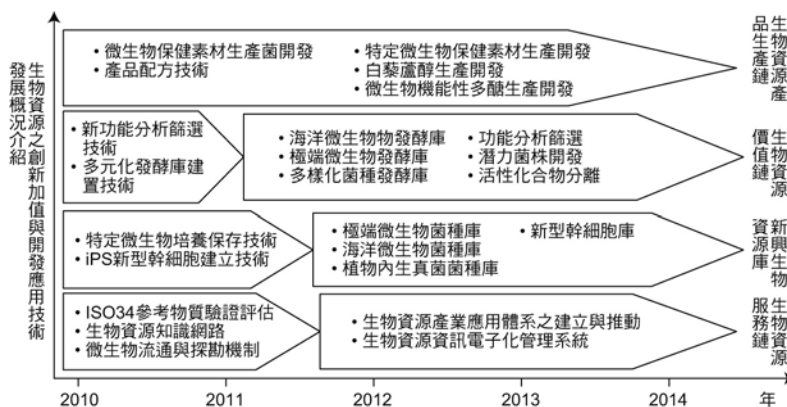 生物資源之創新加值與開發應用技術
發展概況介紹
• 微生物保健素材生產菌開發
• 產品配方技術
• 特定微生物保健素材生產開發
• 白藜蘆醇生產開發
• 微生物機能性多醣生產開發
生物資源產
品生產鏈
• 新功能分析篩選
技術
• 多元化發酵庫建
置技術
• 海洋微生物物發酵庫
• 極端微生物發酵庫
• 多樣化菌種發酵庫
• 功能分析篩選
• 潛力菌株開發
• 活性化合物分離
生物資源
價值鏈
• 特定微生物培養保存技術
• iPS新型幹細胞建立技術
• 極端微生物菌種庫
• 海洋微生物菌種庫
• 植物內生真菌菌種庫
• 新型幹細胞庫
新興生物
資源庫
• ISO34參考物質驗證評估
• 生物資源知識網路
• 微生物流通與探勘機制
• 生物資源產業應用體系之建立與推動
• 生物資源資訊電子化管理系統
生物資源
服務鏈
2010 2011 2012 2013 2014 年